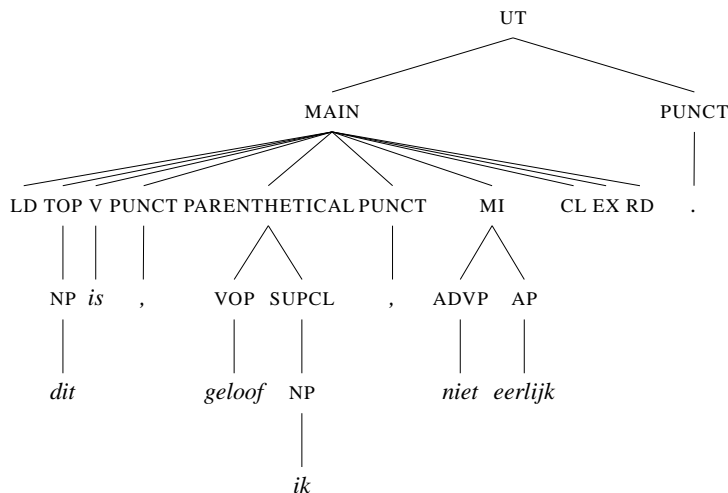 UT
MAIN PUNCT
LD TOP V PUNCT PARENTHETICAL PUNCT MI CL EX RD .
NP is , VOP SUPCL , ADVP AP
dit geloof NP niet eerlijk
ik